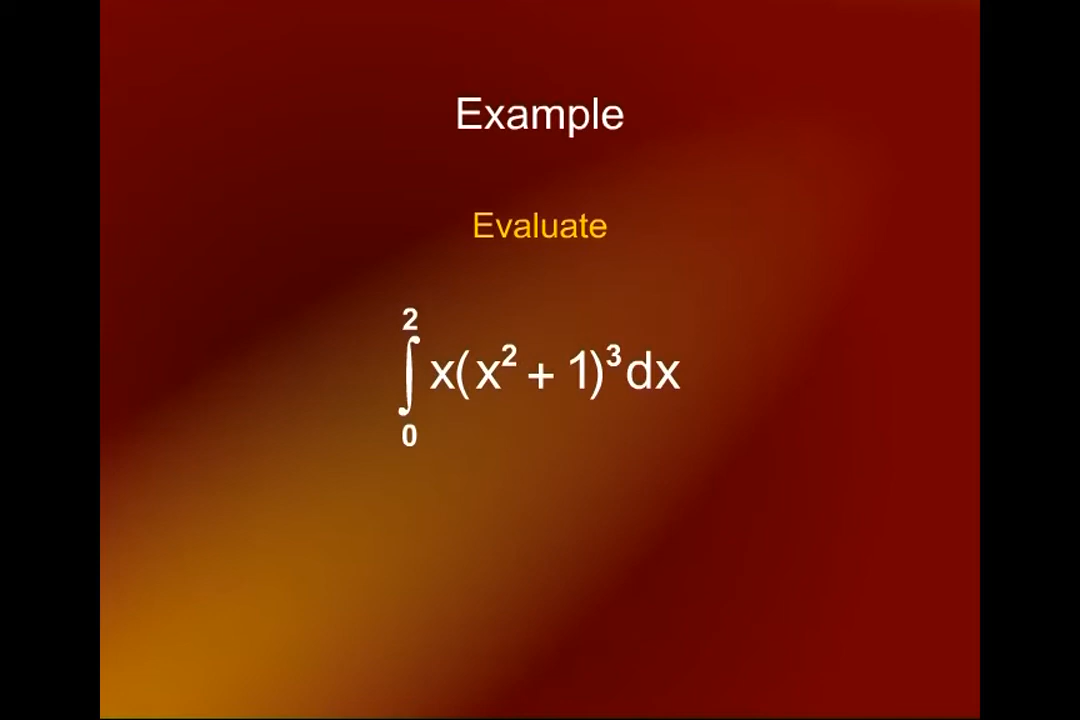 Example
Evaluate
∫₀² x(x² + 1)³dx